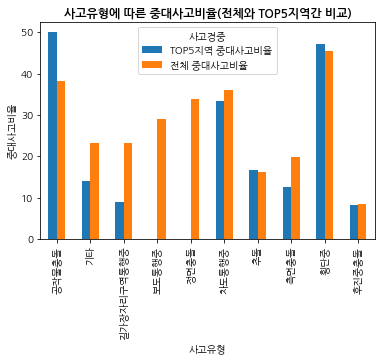 사고유형에 따른 중대사고비율(전체와 TOP5지역간 비교)
사고경중
TOP5지역 중대사고비율
전체 중대사고비율
중대사고비율
50
40
30
20
10
0
공작물충돌
기타
길가장자리구역통행중
보도통행중
정면충돌
차도통행중
추돌
측면충돌
횡단중
후진중충돌
사고유형